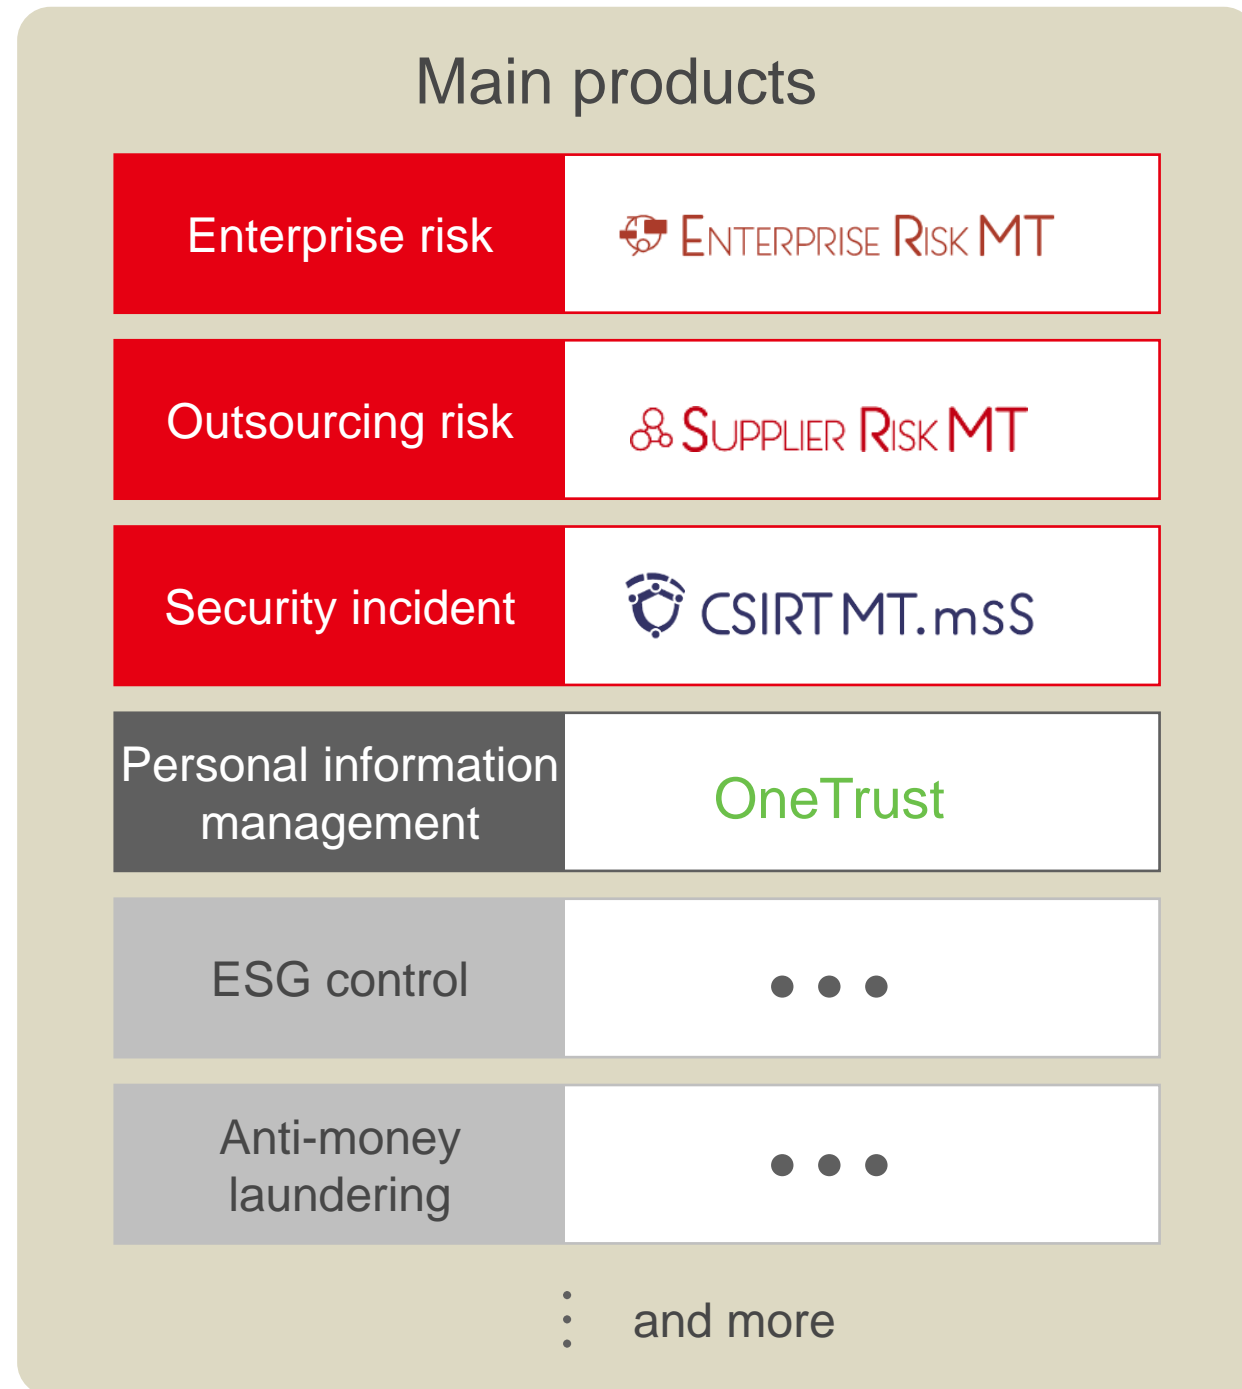 Main products
Enterprise risk
ENTERPRISE RISK MT
Outsourcing risk
SUPPLIER RISK MT
Security incident
CSIRT MT.msS
Personal information
management
OneTrust
ESG control
•••
Anti-money
laundering
•••
⋮ and more